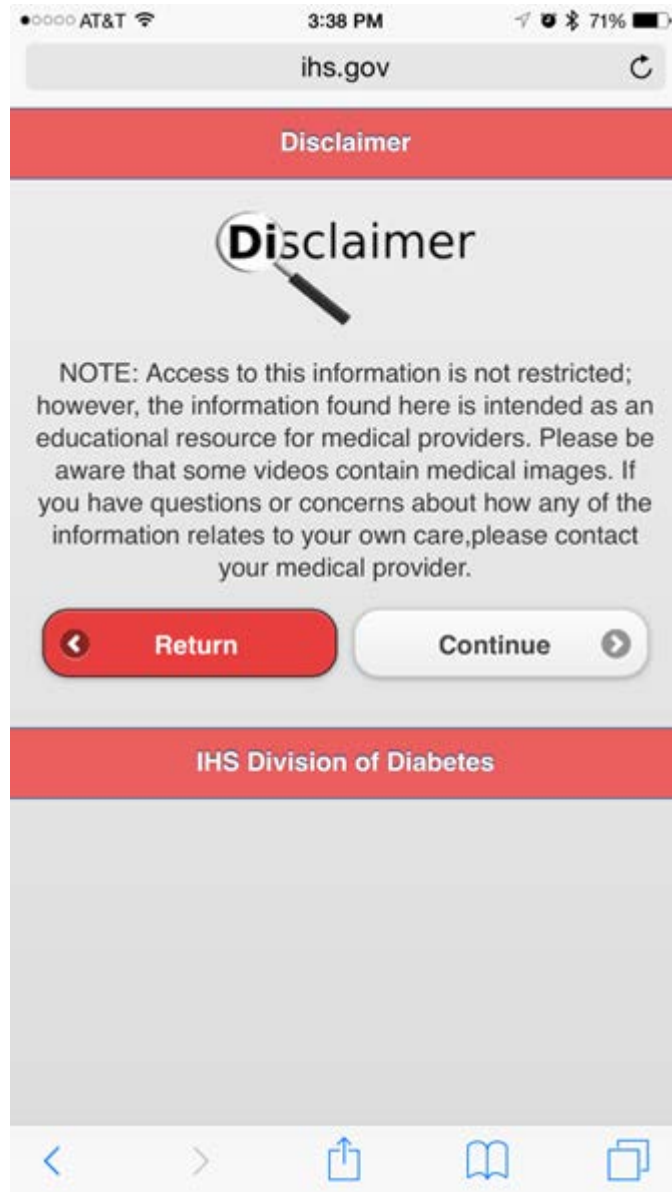 AT&T 3:38 PM 71%
ihs.gov
Disclaimer
Disclaimer
NOTE: Access to this information is not restricted;
however, the information found here is intended as an
educational resource for medical providers. Please be
aware that some videos contain medical images. If
you have questions or concerns about how any of the
information relates to your own care,please contact
your medical provider.
Return Continue
IHS Division of Diabetes